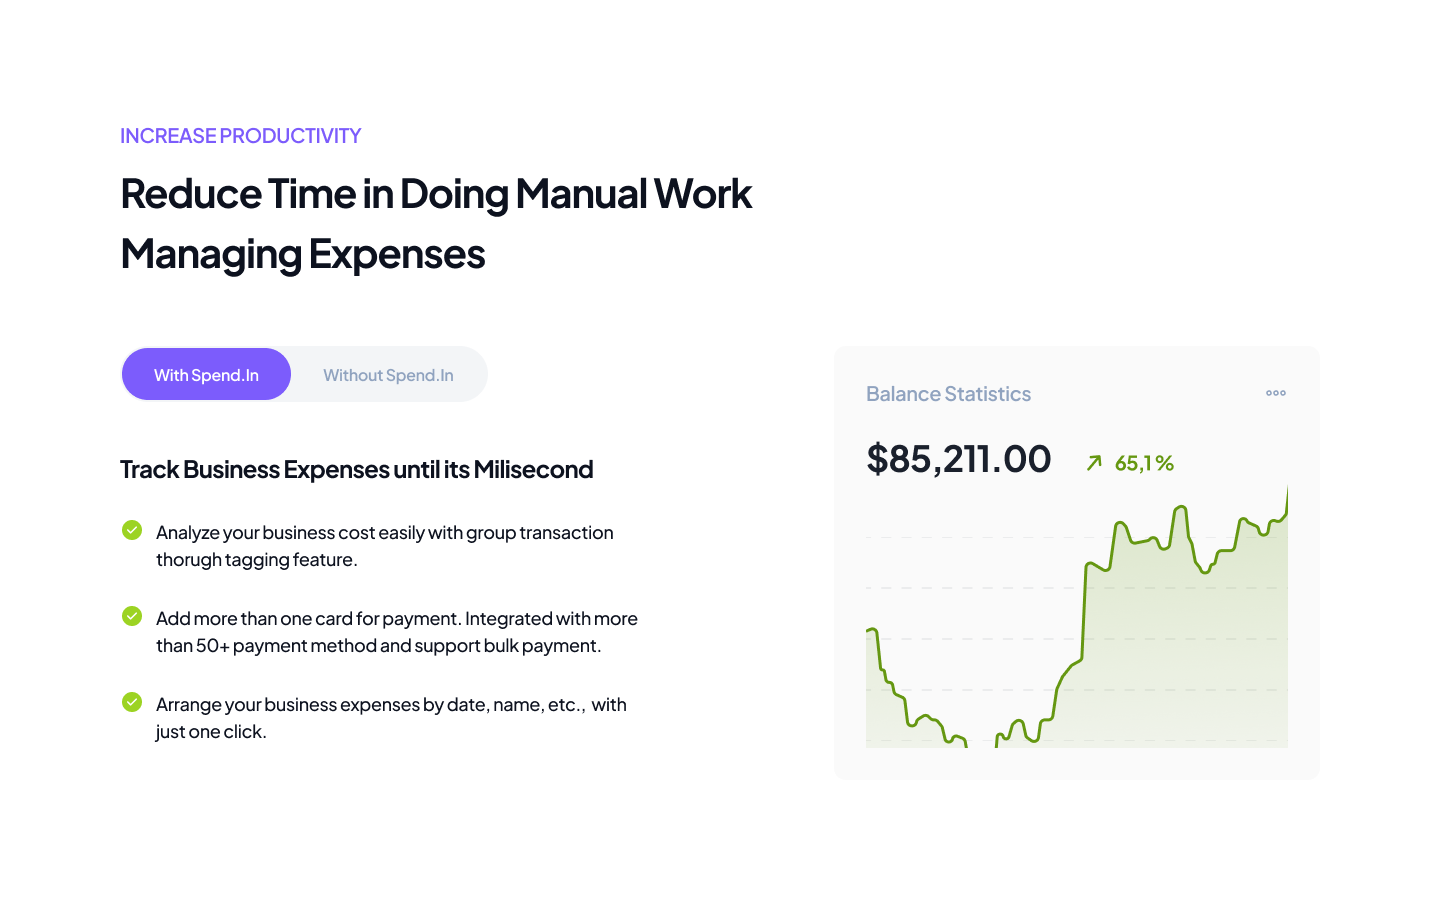 INCREASE PRODUCTIVITY
Reduce Time in Doing Manual Work
Managing Expenses
With Spend.In
Without Spend.In
Track Business Expenses until its Milisecond
Analyze your business cost easily with group transaction
thorugh tagging feature.
Add more than one card for payment. Integrated with more
than 50+ payment method and support bulk payment.
Arrange your business expenses by date, name, etc., with
just one click.
Balance Statistics
$85,211.00
65,1%